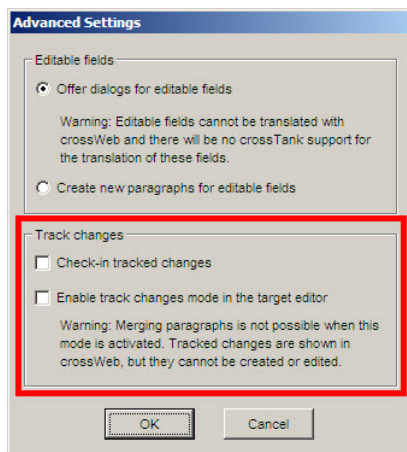 Advanced Settings
Editable fields
Offer dialogs for editable fields
Warning: Editable fields cannot be translated with
crossWeb and there will be no crossTank support for
the translation of these fields.
Create new paragraphs for editable fields
Track changes
Check-in tracked changes
Enable track changes mode in the target editor
Warning: Merging paragraphs is not possible when this
mode is activated. Tracked changes are shown in
crossWeb, but they cannot be created or edited.
OK
Cancel